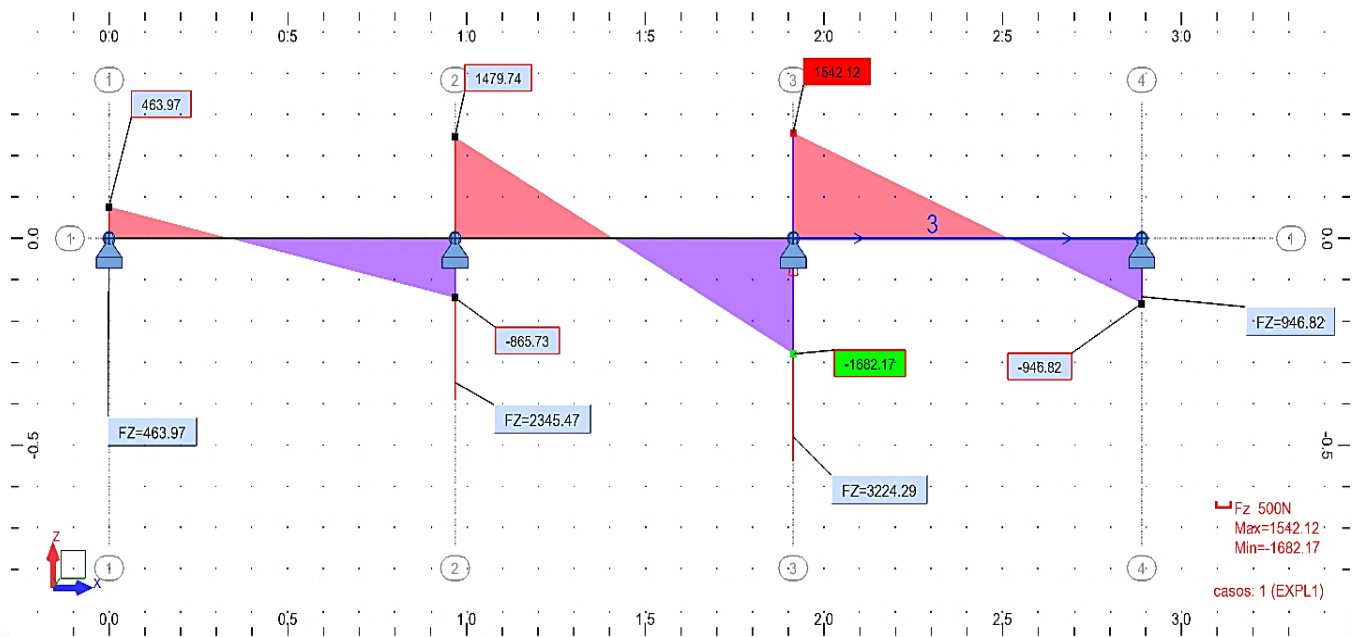 0.0 0.5 1.0 1.5 2.0 2.5 3.0
1 2 3 4
463.97
1479.74
1542.12
3
0.0 1 1 0.0
-865.73
-1682.17
-946.82
FZ=946.82
FZ=463.97
FZ=2345.47
-0.5 -0.5
FZ=3224.29
Fz 500N
Max=1542.12
Min=-1682.17
Z
Y X
1 2 3 4
casos: 1 (EXPL1)
0.0 0.5 1.0 1.5 2.0 2.5 3.0